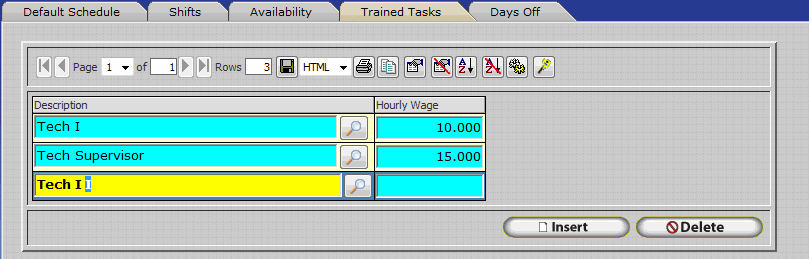 Default Schedule Shifts Availability Trained Tasks Days Off
Page 1 of 1 Rows 3 HTML
Description Hourly Wage
Tech I 10.000
Tech Supervisor 15.000
Tech I I
Insert Delete